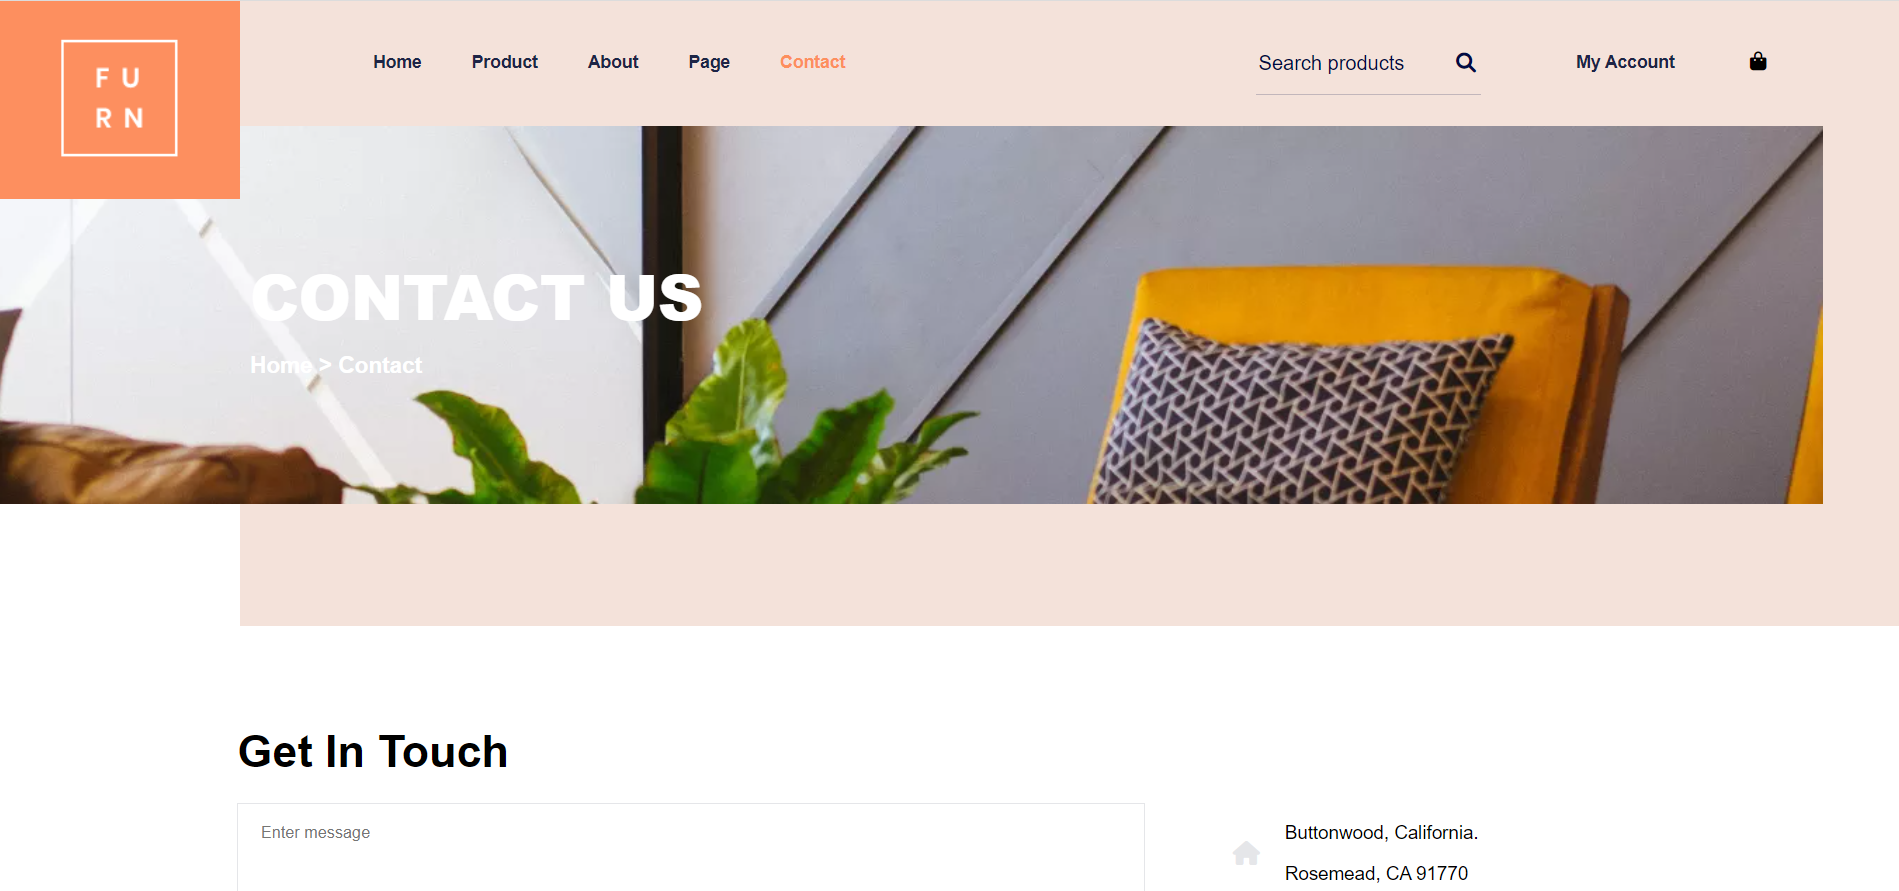 F U
R N
Home Product About Page Contact
Search products
My Account
CONTACT US
Home > Contact
Get In Touch
Enter message
Buttonwood, California.
Rosemead, CA 91770